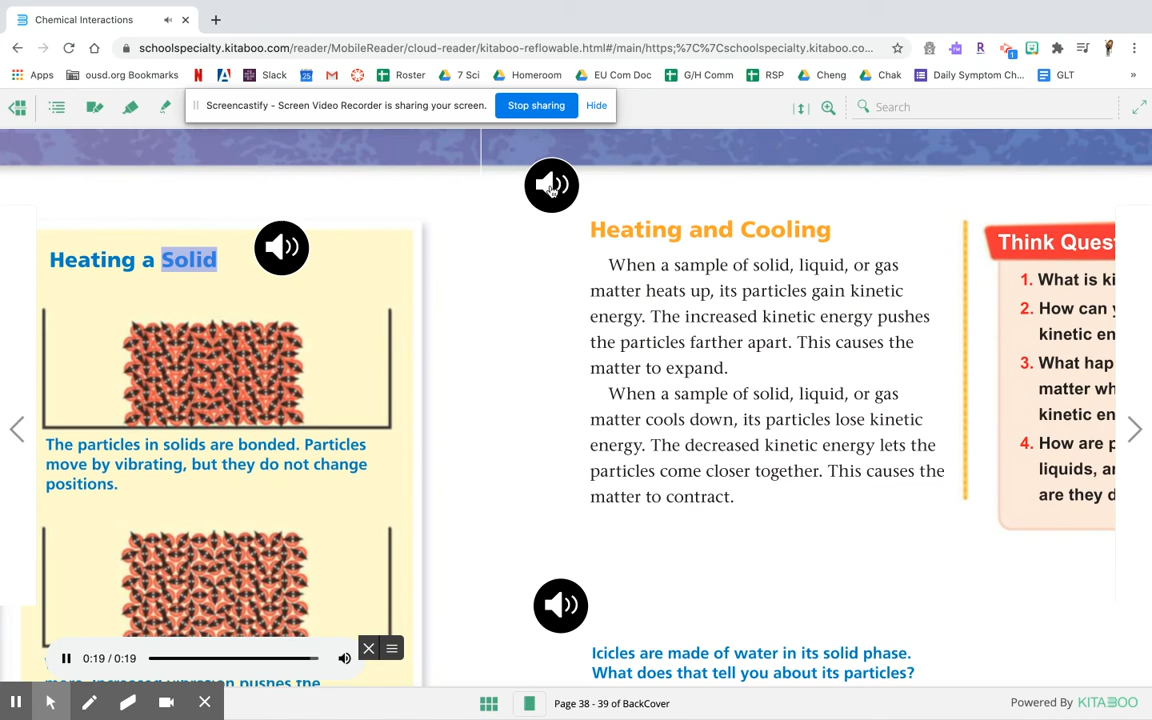 Chemical Interactions
schoolspecialty.kitaboo.com/reader/MobileReader/cloud-reader/kitaboo-reflowable.html#/main/https;%7C%7Cschoolspecialty.kitaboo.co...
Apps ousd.org Bookmarks Slack Roster 7 Sci Homeroom EU Com Doc G/H Comm RSP Cheng Chak Daily Symptom Ch... GLT »
Screencastify - Screen Video Recorder is sharing your screen. Stop sharing Hide
Search
Heating a Solid
The particles in solids are bonded. Particles
move by vibrating, but they do not change
positions.
increased vibration pushes the
0:19 / 0:19
Heating and Cooling
When a sample of solid, liquid, or gas
matter heats up, its particles gain kinetic
energy. The increased kinetic energy pushes
the particles farther apart. This causes the
matter to expand.
When a sample of solid, liquid, or gas
matter cools down, its particles lose kinetic
energy. The decreased kinetic energy lets the
particles come closer together. This causes the
matter to contract.
Icicles are made of water in its solid phase.
What does that tell you about its particles?
Think Ques
1. What is ki
2. How can
kinetic en
3. What hap
matter wh
kinetic en
4. How are p
liquids, a
are they d
Page 38 - 39 of BackCover
Powered By KITABOO